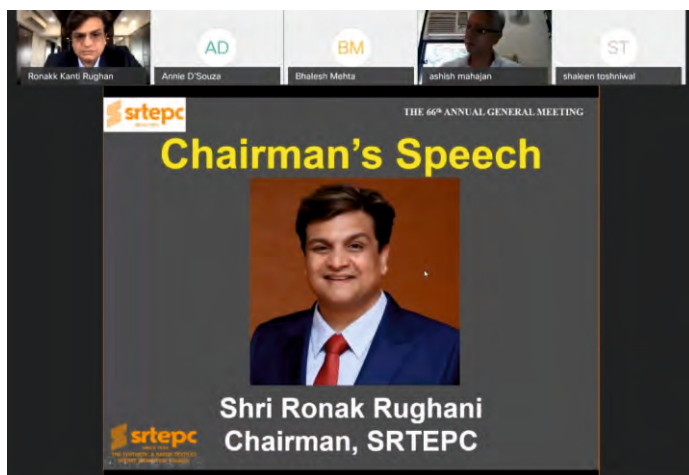 AD
BM
ST
Ronakk Kanti Rughan
Annie D'Souza
Bhalesh Mehta
ashish mahajan
shaleen toshniwal
srtepc
THE 66th ANNUAL GENERAL MEETING
Chairman's Speech
Shri Ronak Rughani
Chairman, SRTEPC
srtepc